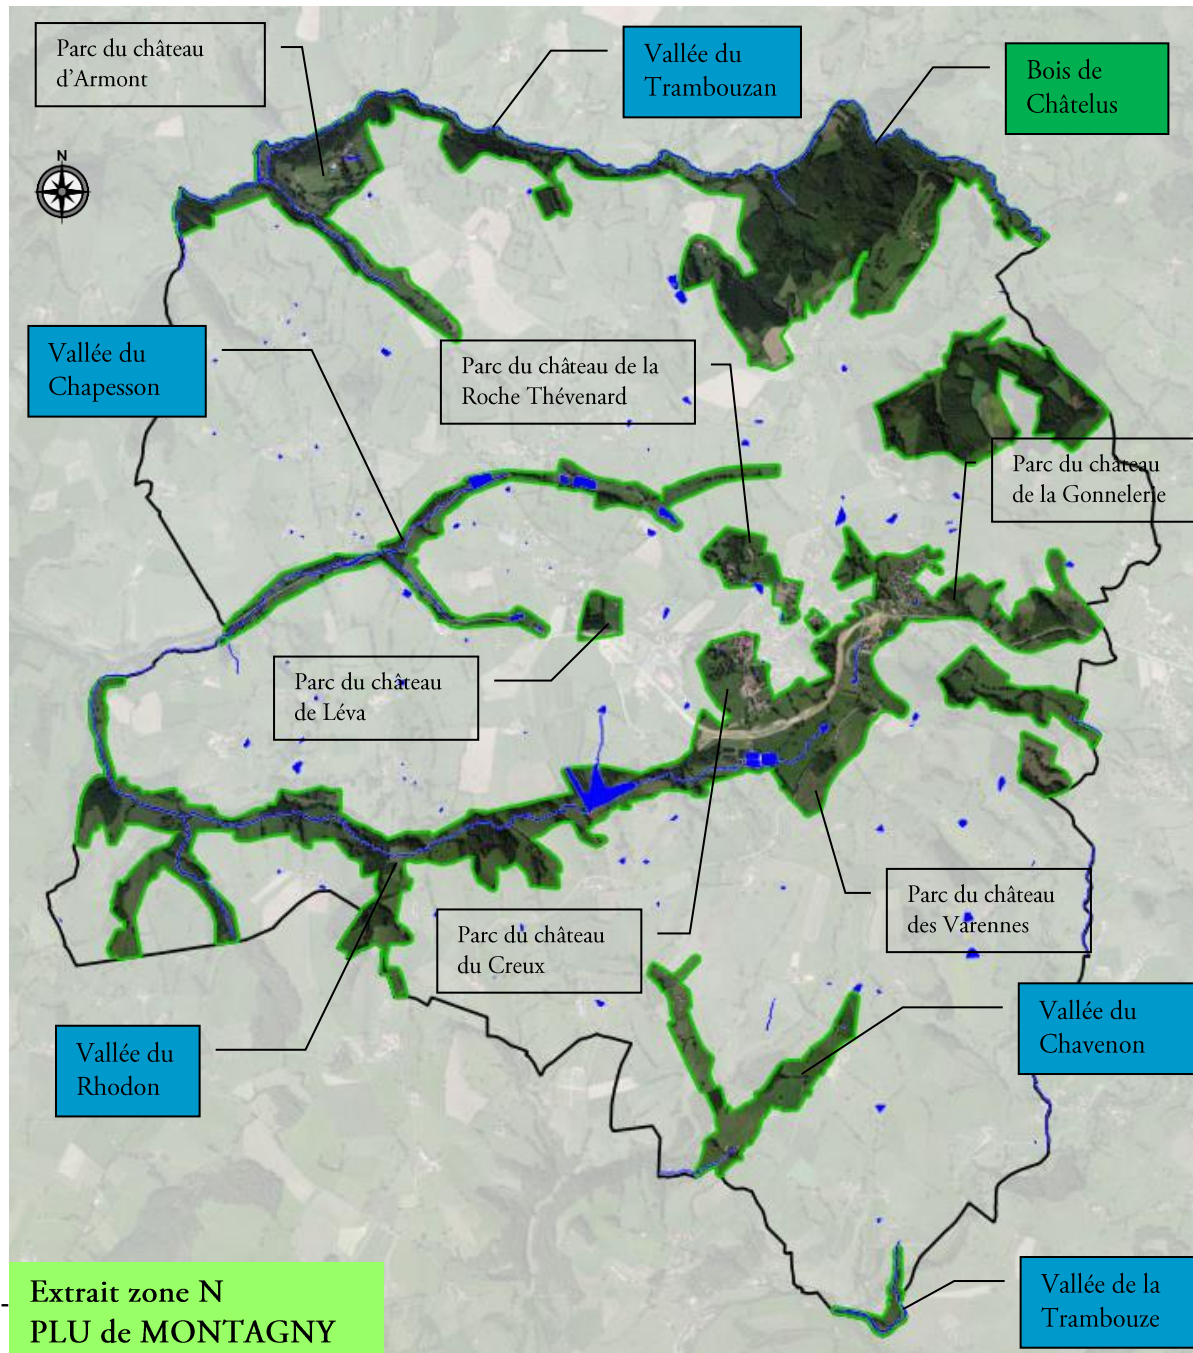 Parc du château
d’Armont
Vallée du
Trambouzan
Bois de
Châtelus
N
Vallée du
Chapesson
Parc du château de la
Roche Thévenard
Parc du château
de la Gonnelerie
Parc du château
de Léva
Parc du château
des Varennes
Parc du château
du Creux
Vallée du
Chavenon
Vallée du
Rhodon
Vallée de la
Trambouze
Extrait zone N
PLU de MONTAGNY